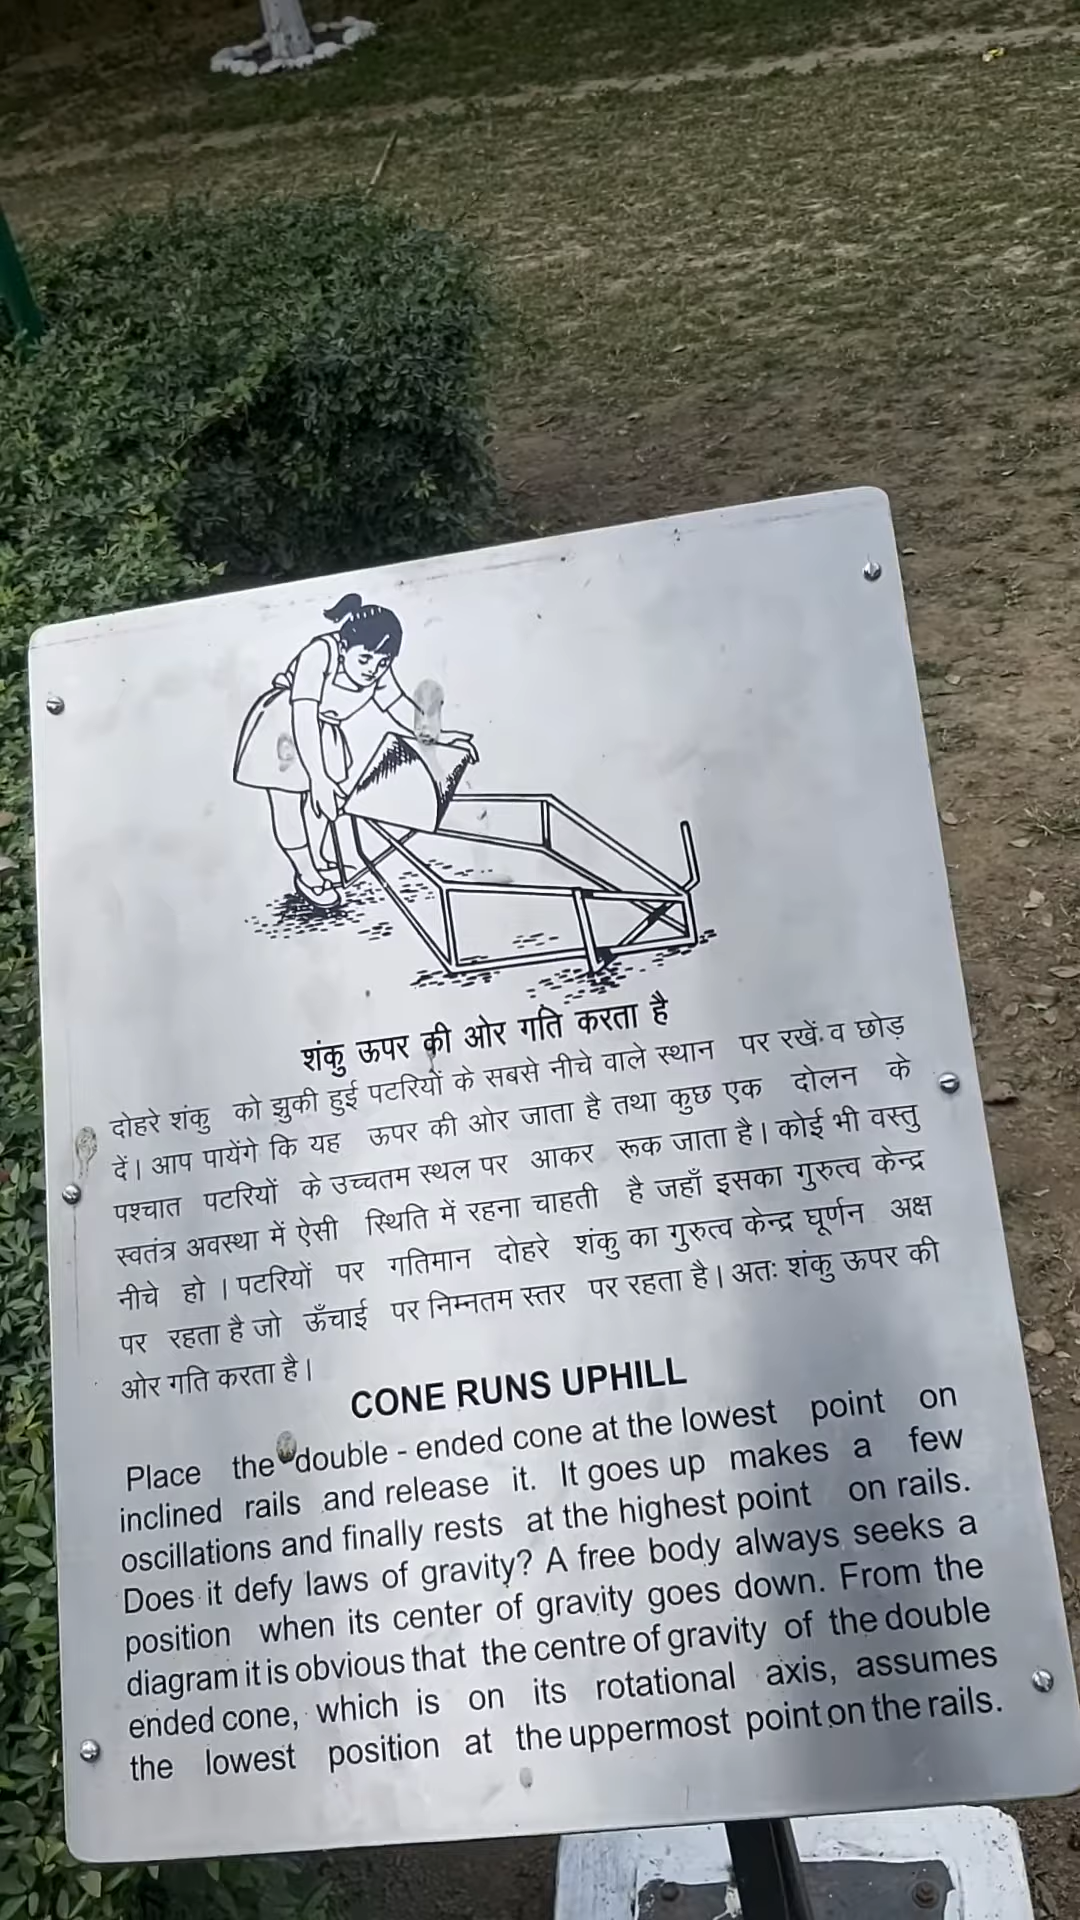 शंकु ऊपर की ओर गति करता है
दोहरे शंकु को झुकी हुई पटरियों के सबसे नीचे वाले स्थान पर रखें व छोड़
दें। आप पायेंगे कि यह ऊपर की ओर जाता है तथा कुछ एक दोलन के
पश्चात पटरियों के उच्चतम स्थल पर आकर रूक जाता है। कोई भी वस्तु
स्वतंत्र अवस्था में ऐसी स्थिति में रहना चाहती है जहाँ इसका गुरुत्व केन्द्र
नीचे हो। पटरियों पर गतिमान दोहरे शंकु का गुरुत्व केन्द्र घूर्णन अक्ष
पर रहता है जो ऊँचाई पर निम्नतम स्तर पर रहता है। अतः शंकु ऊपर की
ओर गति करता है।
CONE RUNS UPHILL
Place the double - ended cone at the lowest point on
inclined rails and release it. It goes up makes a few
oscillations and finally rests at the highest point on rails.
Does it defy laws of gravity? A free body always seeks a
position when its center of gravity goes down. From the
diagram it is obvious that the centre of gravity of the double
ended cone, which is on its rotational axis, assumes
the lowest position at the uppermost point on the rails.